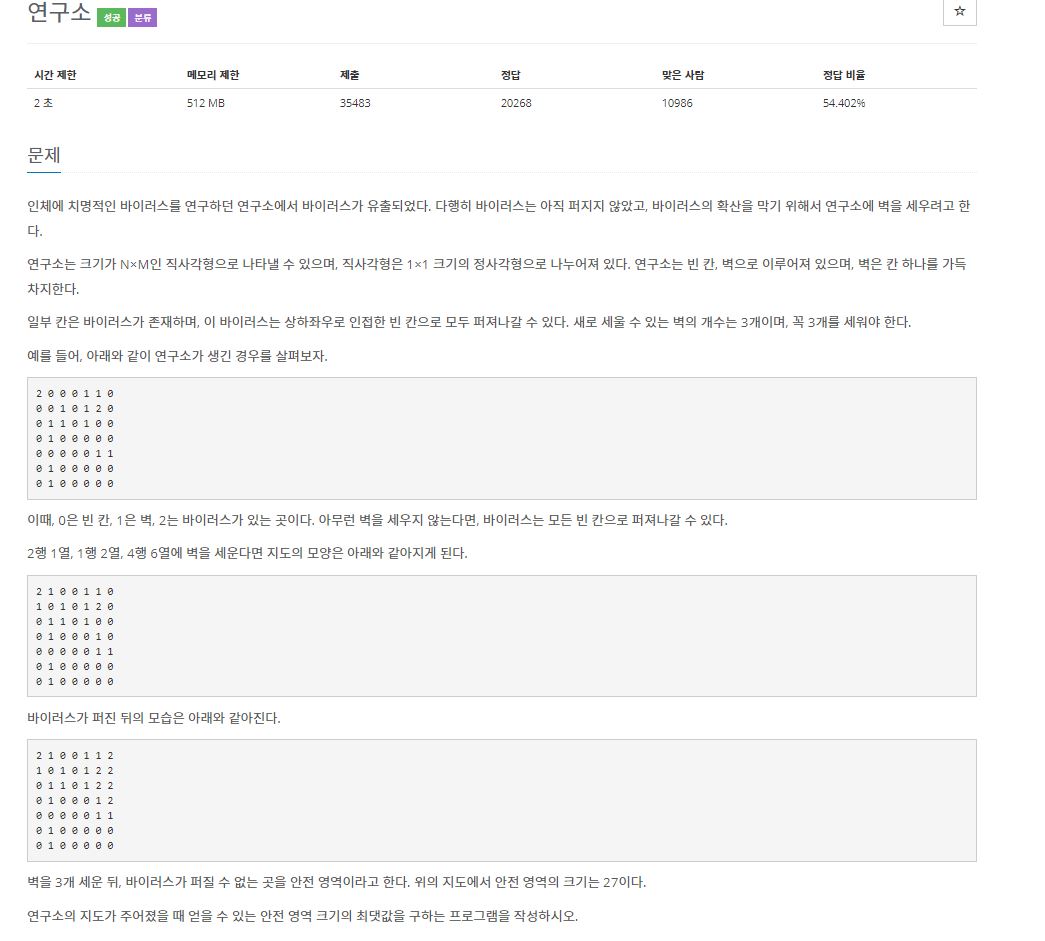 연구소 성공 분류
☆
시간 제한 메모리 제한 제출 정답 맞은 사람 정답 비율
2 초 512 MB 35483 20268 10986 54.402%
문제
인체에 치명적인 바이러스를 연구하던 연구소에서 바이러스가 유출되었다. 다행히 바이러스는 아직 퍼지지 않았고, 바이러스의 확산을 막기 위해서 연구소에 벽을 세우려고 한
다.
연구소는 크기가 N×M인 직사각형으로 나타낼 수 있으며, 직사각형은 1×1 크기의 정사각형으로 나누어져 있다. 연구소는 빈 칸, 벽으로 이루어져 있으며, 벽은 칸 하나를 가득
차지한다.
일부 칸은 바이러스가 존재하며, 이 바이러스는 상하좌우로 인접한 빈 칸으로 모두 퍼져나갈 수 있다. 새로 세울 수 있는 벽의 개수는 3개이며, 꼭 3개를 세워야 한다.
예를 들어, 아래와 같이 연구소가 생긴 경우를 살펴보자.
2 0 0 0 1 1 0
0 0 1 0 1 2 0
0 1 1 0 1 0 0
0 1 0 0 0 0 0
0 0 0 0 0 1 1
0 1 0 0 0 0 0
0 1 0 0 0 0 0
이때, 0은 빈 칸, 1은 벽, 2는 바이러스가 있는 곳이다. 아무런 벽을 세우지 않는다면, 바이러스는 모든 빈 칸으로 퍼져나갈 수 있다.
2행 1열, 1행 2열, 4행 6열에 벽을 세운다면 지도의 모양은 아래와 같아지게 된다.
2 1 0 0 1 1 0
1 0 1 0 1 2 0
0 1 1 0 1 0 0
0 1 0 0 0 1 0
0 0 0 0 0 1 1
0 1 0 0 0 0 0
0 1 0 0 0 0 0
바이러스가 퍼진 뒤의 모습은 아래와 같아진다.
2 1 0 0 1 1 2
1 0 1 0 1 2 2
0 1 1 0 1 2 2
0 1 0 0 0 1 2
0 0 0 0 0 1 1
0 1 0 0 0 0 0
0 1 0 0 0 0 0
벽을 3개 세운 뒤, 바이러스가 퍼질 수 없는 곳을 안전 영역이라고 한다. 위의 지도에서 안전 영역의 크기는 27이다.
연구소의 지도가 주어졌을 때 얻을 수 있는 안전 영역 크기의 최댓값을 구하는 프로그램을 작성하시오.